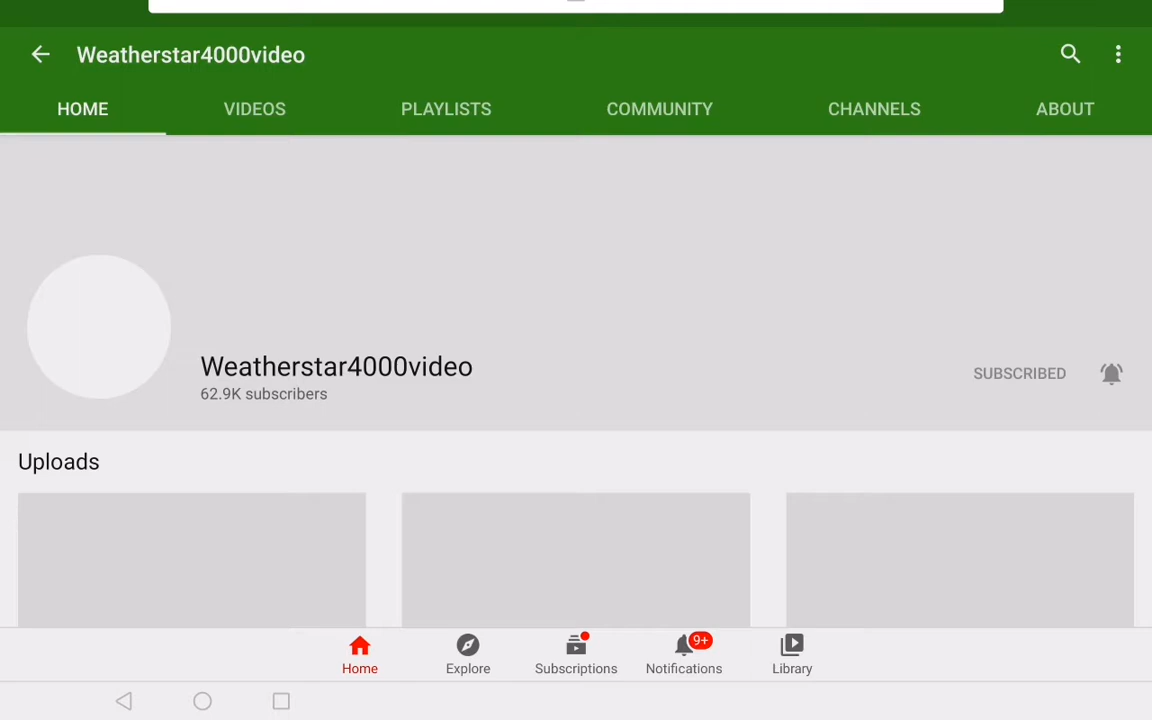 Weatherstar4000video
HOME VIDEOS PLAYLISTS COMMUNITY CHANNELS ABOUT
Weatherstar4000video
62.9K subscribers
SUBSCRIBED
Uploads
9+
Home Explore Subscriptions Notifications Library